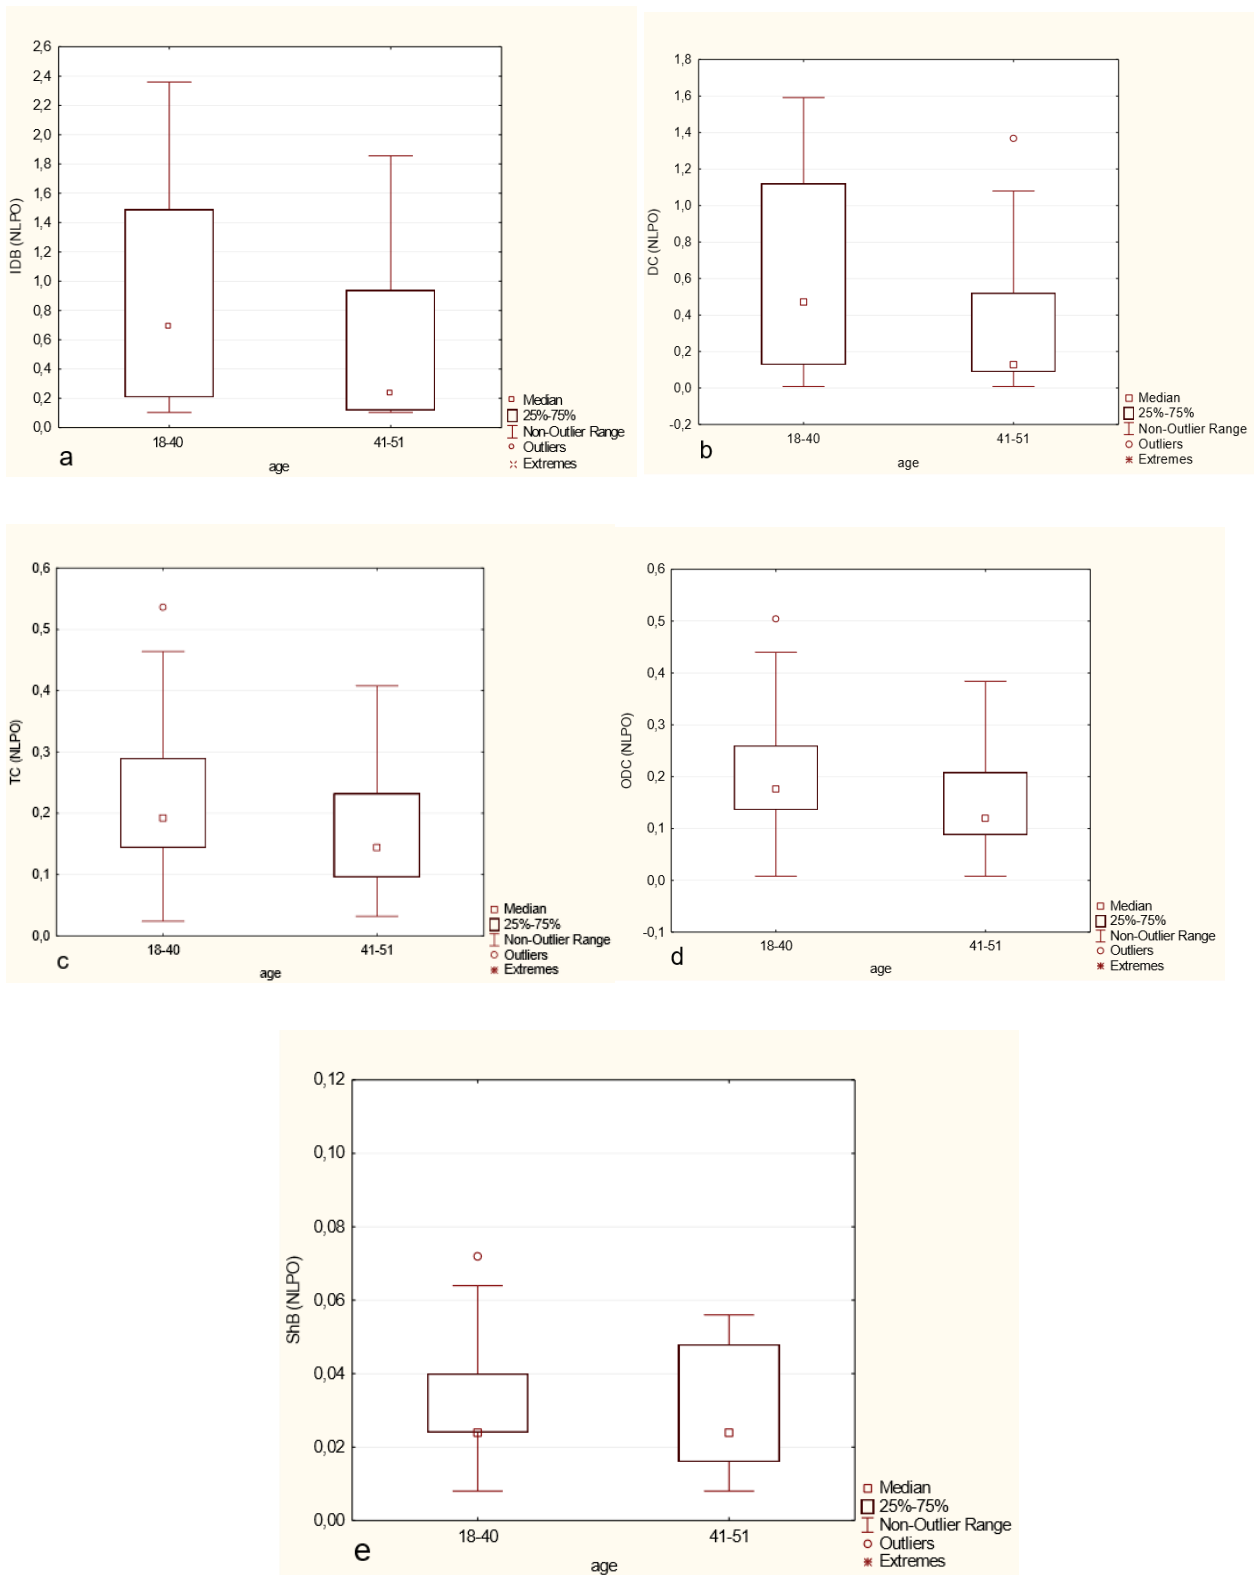 2,6
2,4
2,2
2,0
1,8
1,6
1,4
1,2
1,0
0,8
0,6
0,4
0,2
0,0
IDB (NLPO)
18-40
41-51
age
a
Median
25%-75%
Non-Outlier Range
Outliers
Extremes
1,8
1,6
1,4
1,2
1,0
0,8
0,6
0,4
0,2
0,0
-0,2
DC (NLPO)
18-40
41-51
age
b
Median
25%-75%
Non-Outlier Range
Outliers
Extremes
0,6
0,5
0,4
0,3
0,2
0,1
0,0
TC (NLPO)
18-40
41-51
age
c
Median
25%-75%
Non-Outlier Range
Outliers
Extremes
0,6
0,5
0,4
0,3
0,2
0,1
0,0
-0,1
ODC (NLPO)
18-40
41-51
age
d
Median
25%-75%
Non-Outlier Range
Outliers
Extremes
0,12
0,10
0,08
0,06
0,04
0,02
0,00
ShB (NLPO)
18-40
41-51
age
e
Median
25%-75%
Non-Outlier Range
Outliers
Extremes